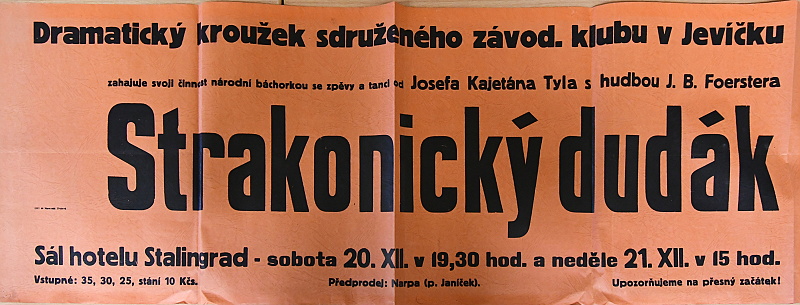 Dramatický kroužek sdruženého závod. klubu v Jevíčku
zahajuje svoji činnost národní báchorkou se zpěvy a tanci od Josefa Kajetána Tyla s hudbou J. B. Foerstera
Strakonický dudák
Sál hotelu Stalingrad - sobota 20. XII. v 19,30 hod. a neděle 21. XII. v 15 hod.
Vstupné: 35, 30, 25, stání 10 Kčs. Předprodej: Narpa (p. Janíček). Upozorňujeme na přesný začátek!